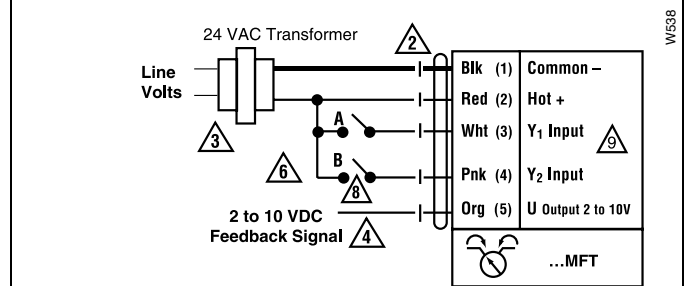 W538
24 VAC Transformer
Line
Volts
2
3
Blk (1) Common –
Red (2) Hot +
A
Wht (3) Y₁ Input
9
6
B
8
Pnk (4) Y₂ Input
Org (5) U Output 2 to 10V
2 to 10 VDC
Feedback Signal
4
...MFT